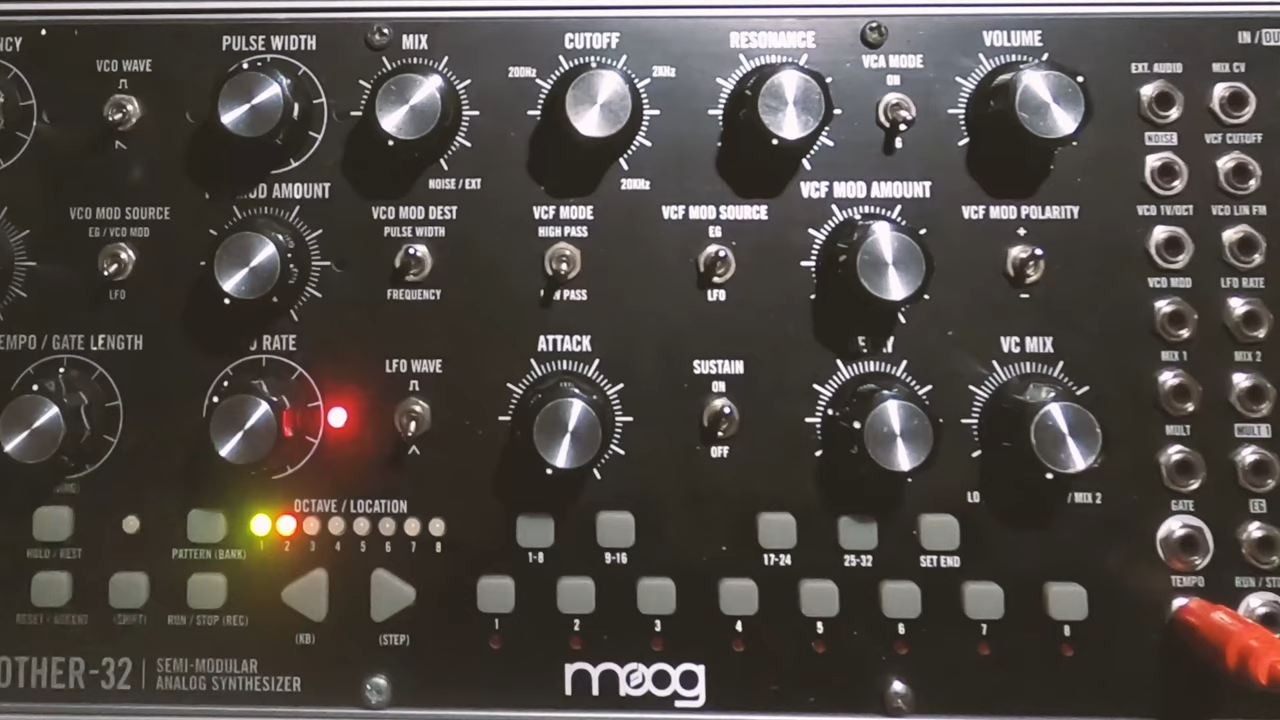 PULSE WIDTH
MIX
CUTOFF
RESONANCE
VOLUME
IN / OU
VCO WAVE
200Hz
2KHz
VCA MODE
ON
EXT. AUDIO
MIX CV
NOISE / EXT
20KHz
NOISE
VCF CUTOFF
MOD AMOUNT
VCF MOD AMOUNT
VCO MOD SOURCE
EG / VCO MOD
LFO
VCO MOD DEST
PULSE WIDTH
FREQUENCY
VCF MODE
HIGH PASS
PASS
VCF MOD SOURCE
EG
LFO
VCF MOD POLARITY
+
–
VCO 1V/OCT
VCO LIN FM
VCO MOD
LFO RATE
EMPO / GATE LENGTH
RATE
LFO WAVE
ATTACK
SUSTAIN
ON
OFF
VC MIX
/ MIX 2
MIX 1
MIX 2
MULT
MULT 1
GATE
EG
TEMPO
RUN / ST
HOLD / REST
PATTERN (BANK)
OCTAVE / LOCATION
1 2 3 4 5 6 7 8
1-8
9-16
17-24
25-32
SET END
RESET / ACCENT
(SHIFT)
RUN / STOP (REC)
(KB)
(STEP)
1 2 3 4 5 6 7 8
OTHER-32
SEMI-MODULAR
ANALOG SYNTHESIZER
moog